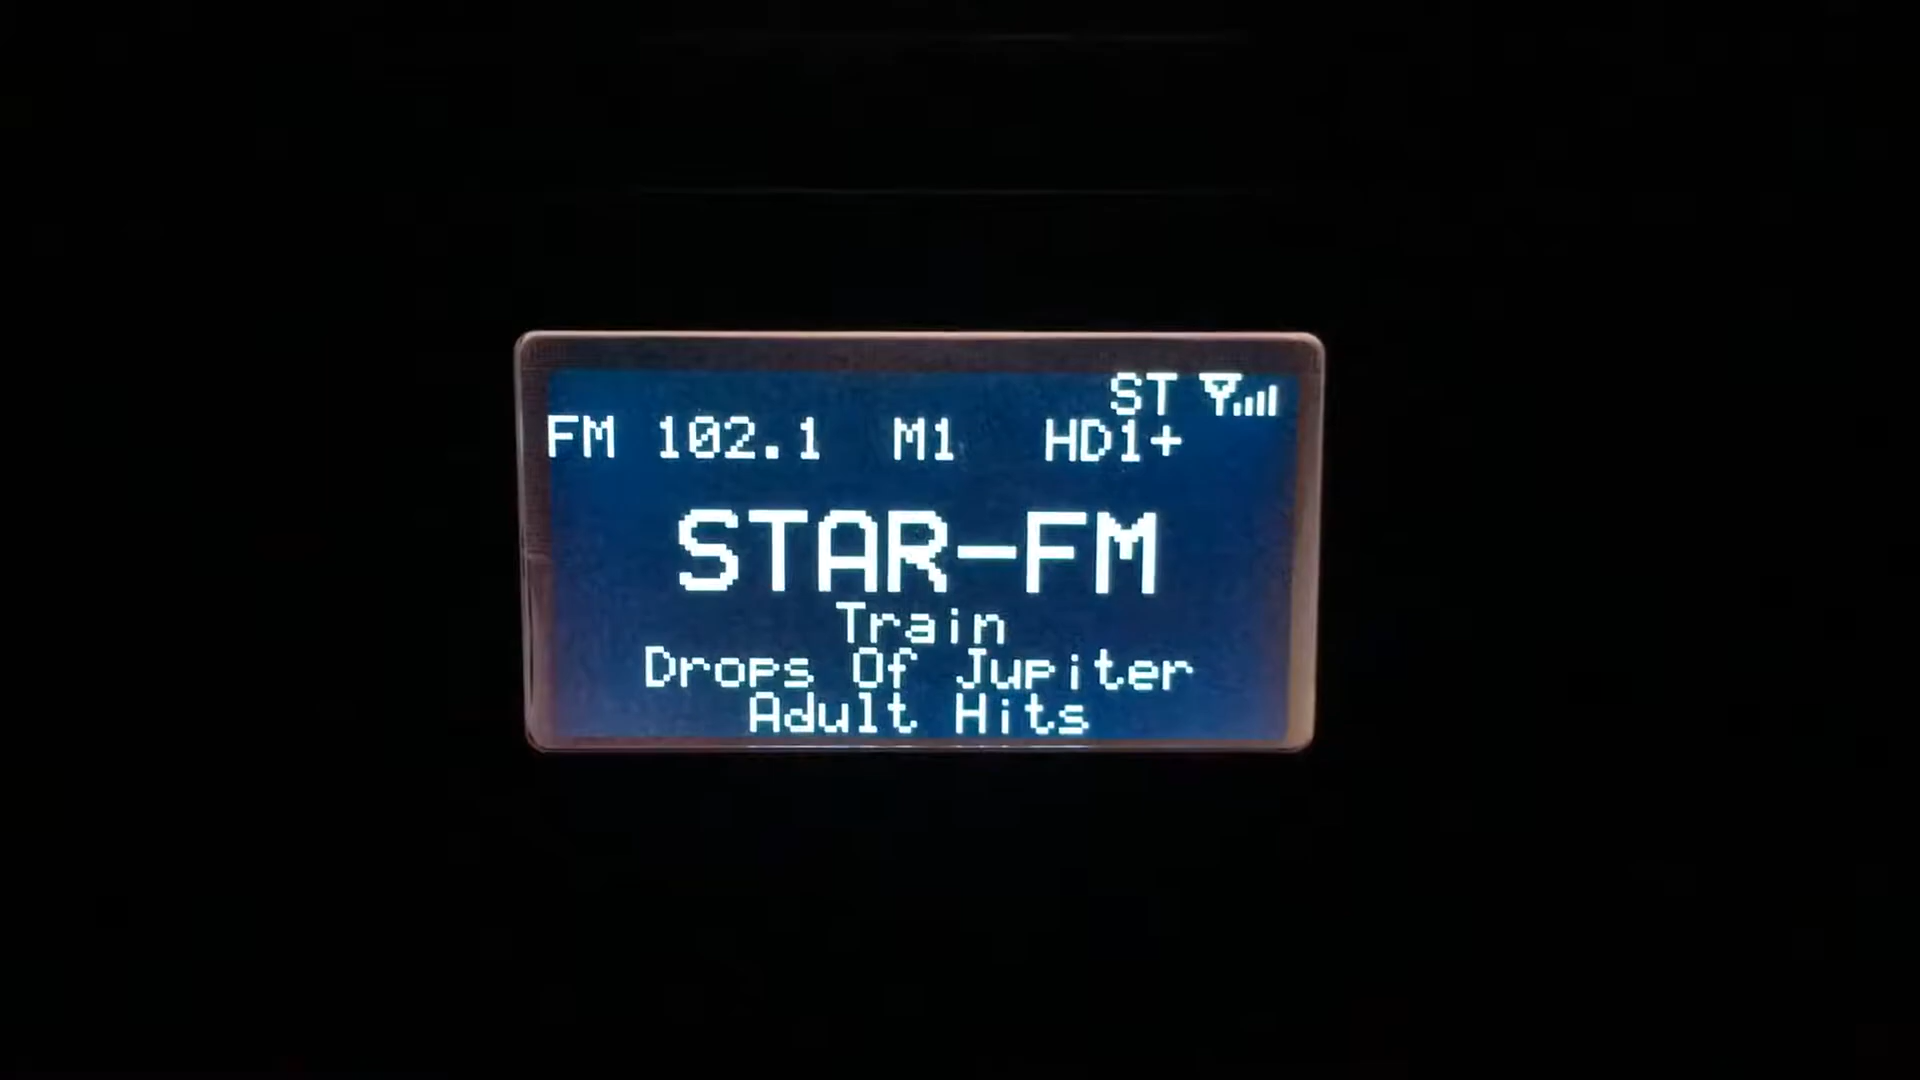 ST
FM 102.1 M1 HD1+
STAR-FM
Train
Drops Of Jupiter
Adult Hits